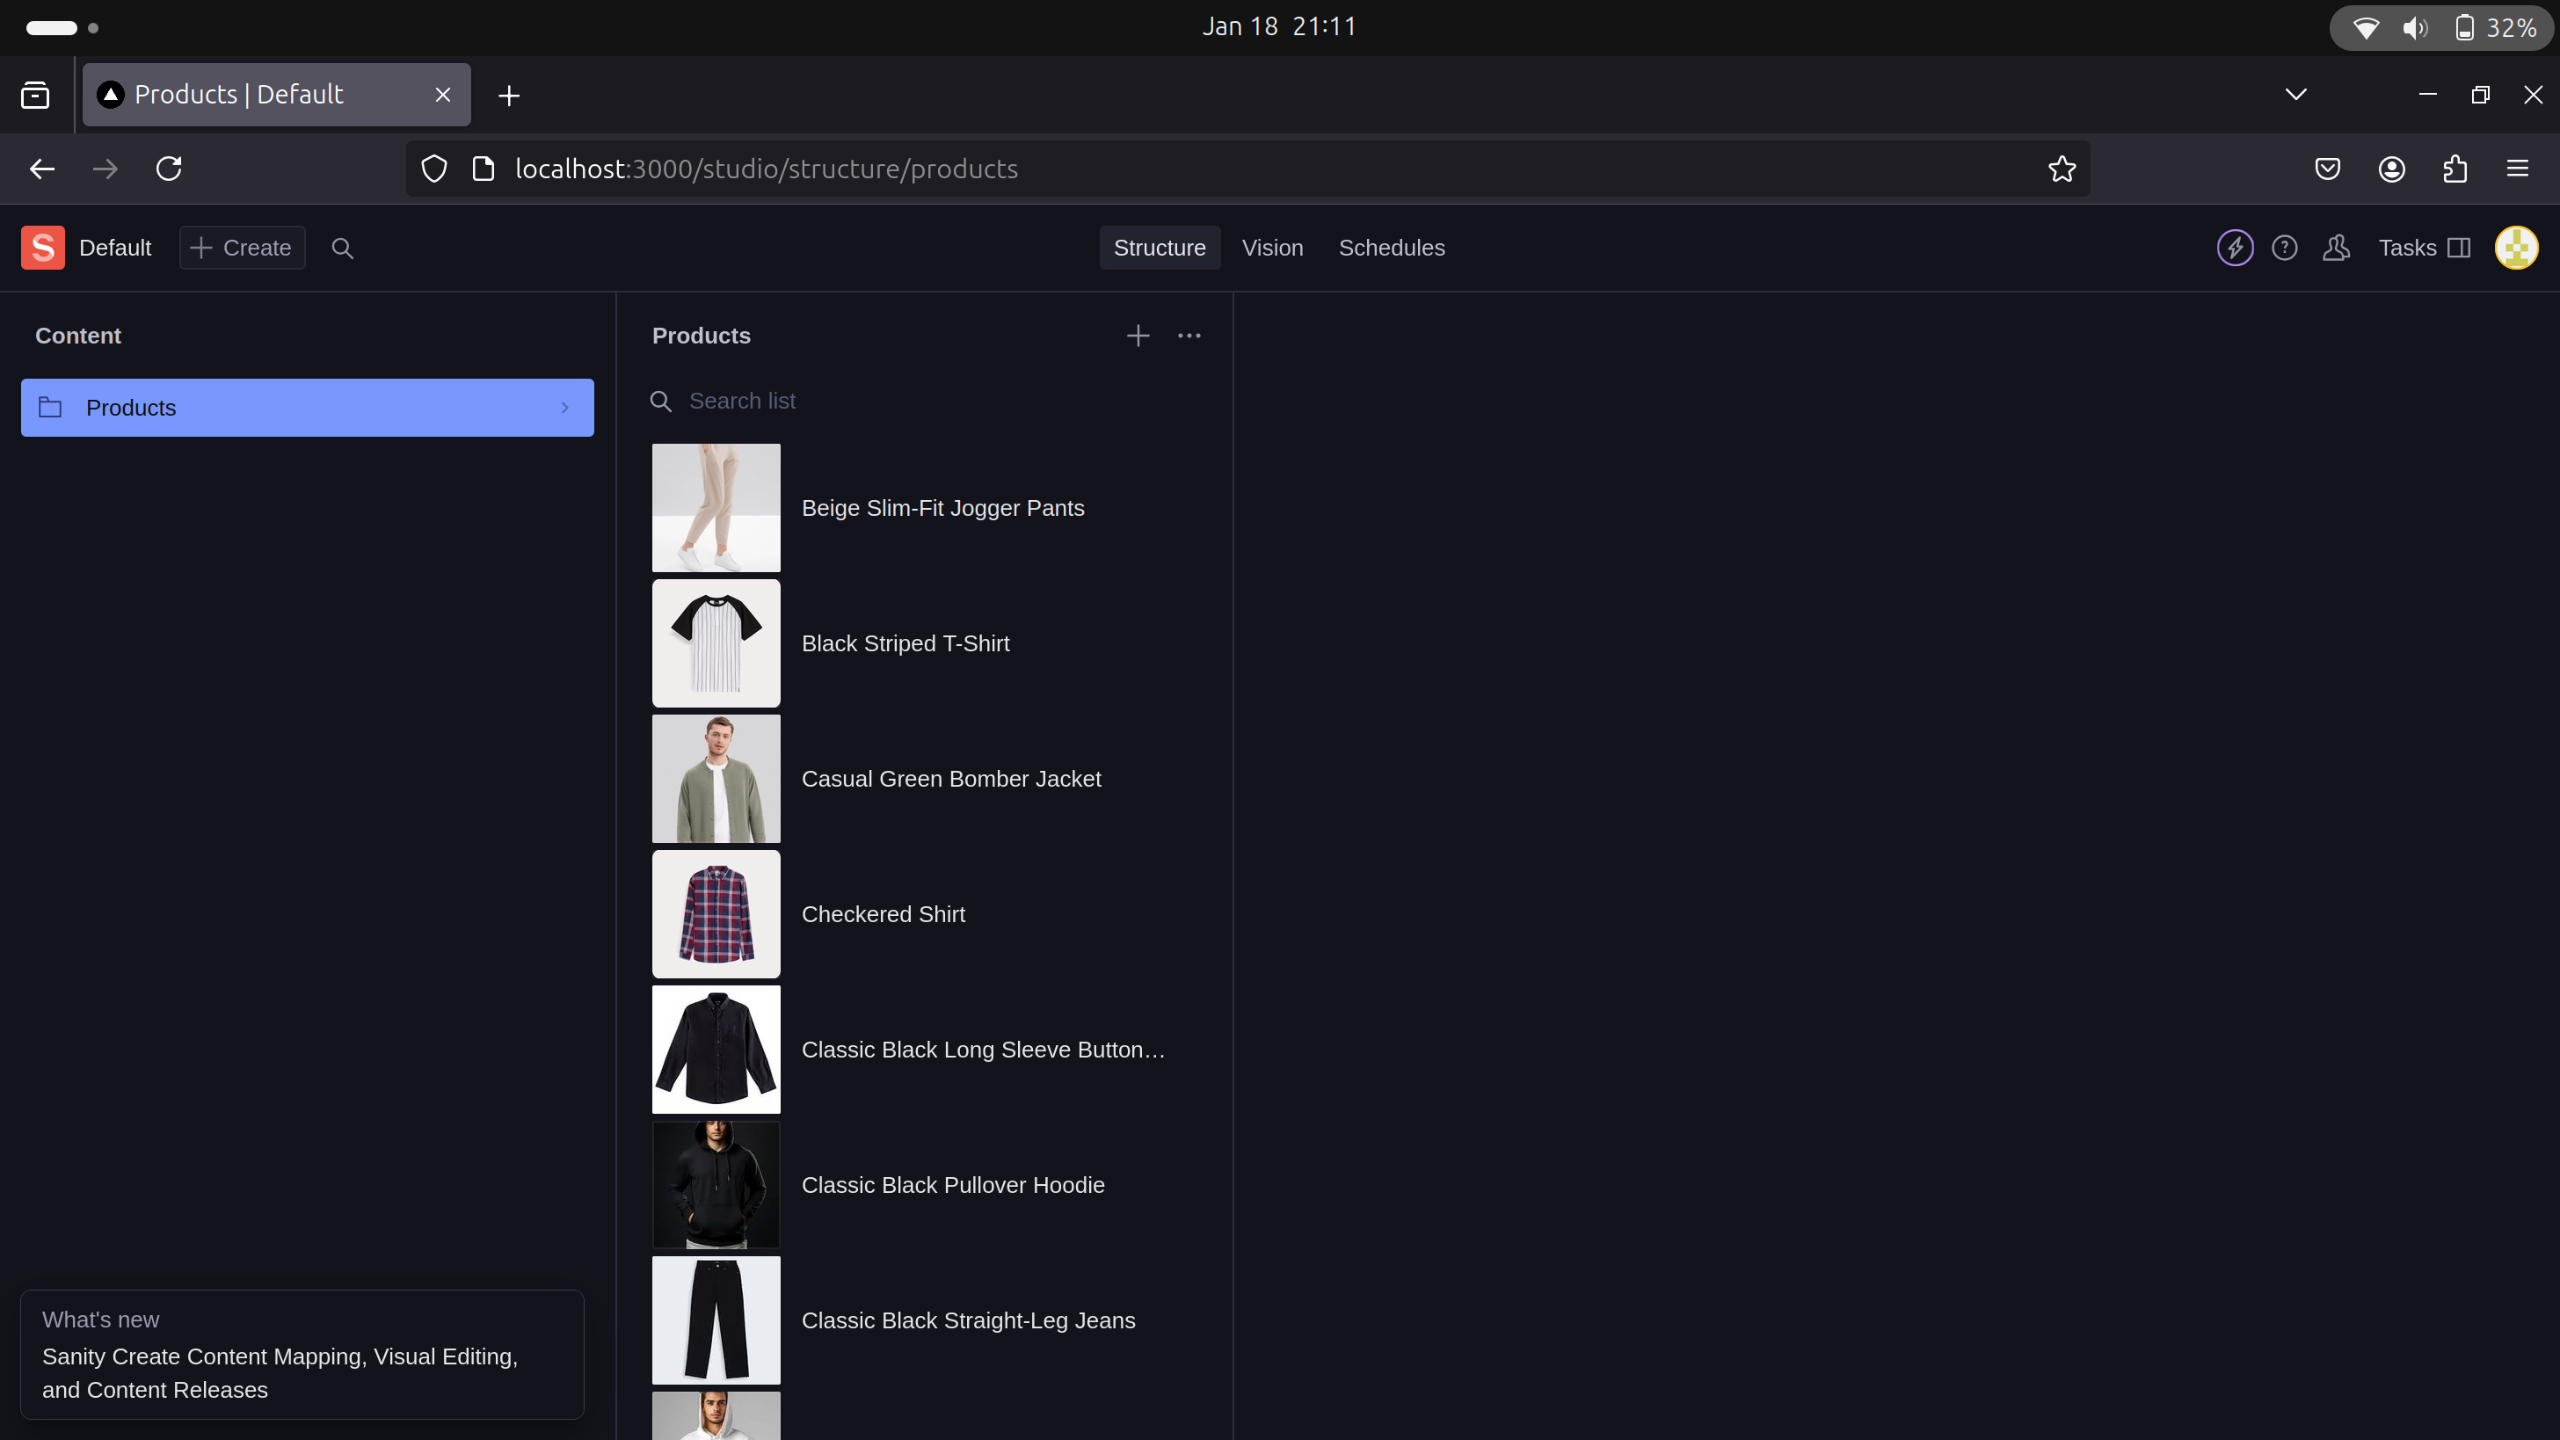 Jan 18 21:11
32%
Products | Default
localhost:3000/studio/structure/products
S
Default
Create
Structure
Vision
Schedules
Tasks
Content
Products
Products
Search list
Beige Slim-Fit Jogger Pants
Black Striped T-Shirt
Casual Green Bomber Jacket
Checkered Shirt
Classic Black Long Sleeve Button…
Classic Black Pullover Hoodie
Classic Black Straight-Leg Jeans
What's new
Sanity Create Content Mapping, Visual Editing,
and Content Releases